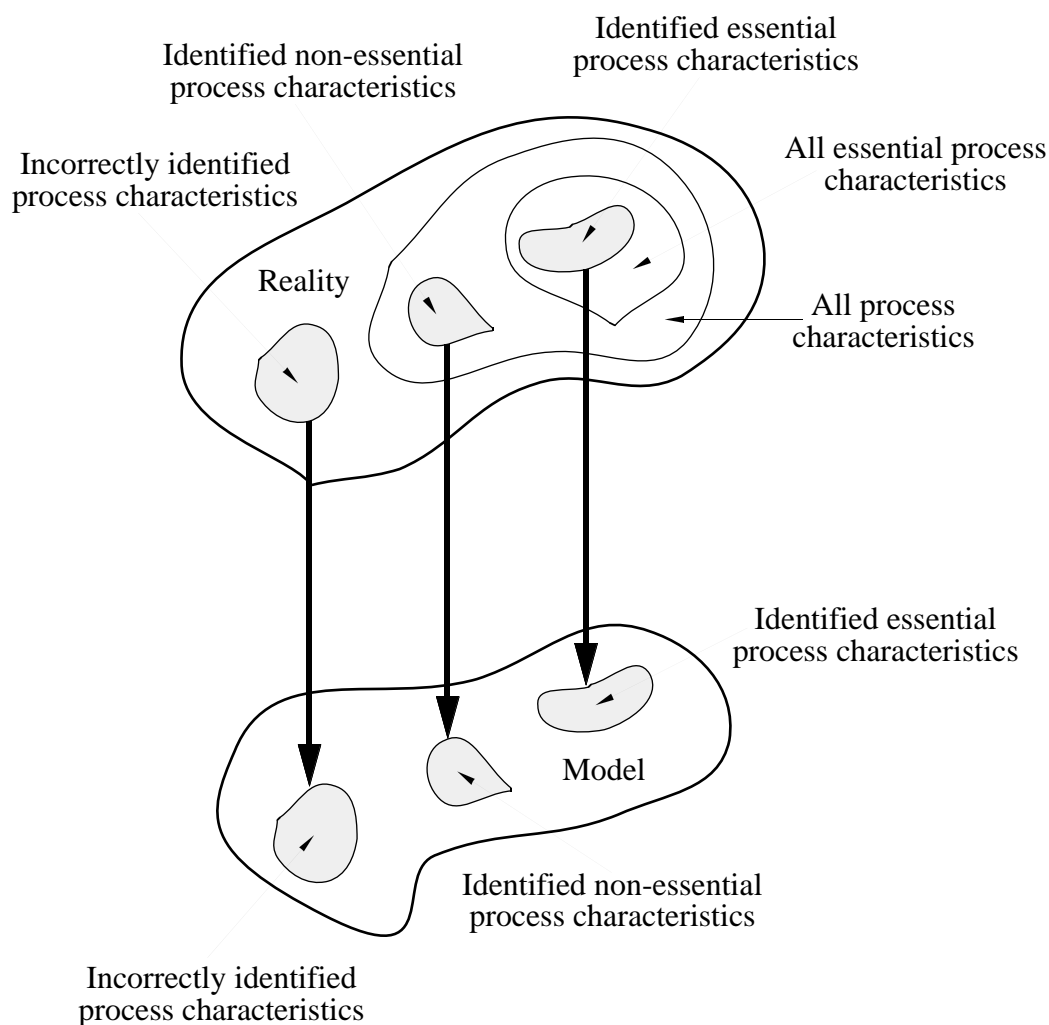 Identified essential
process characteristics
Identified non-essential
process characteristics
All essential process
characteristics
Incorrectly identified
process characteristics
Reality
All process
characteristics
Identified essential
process characteristics
Model
Identified non-essential
process characteristics
Incorrectly identified
process characteristics